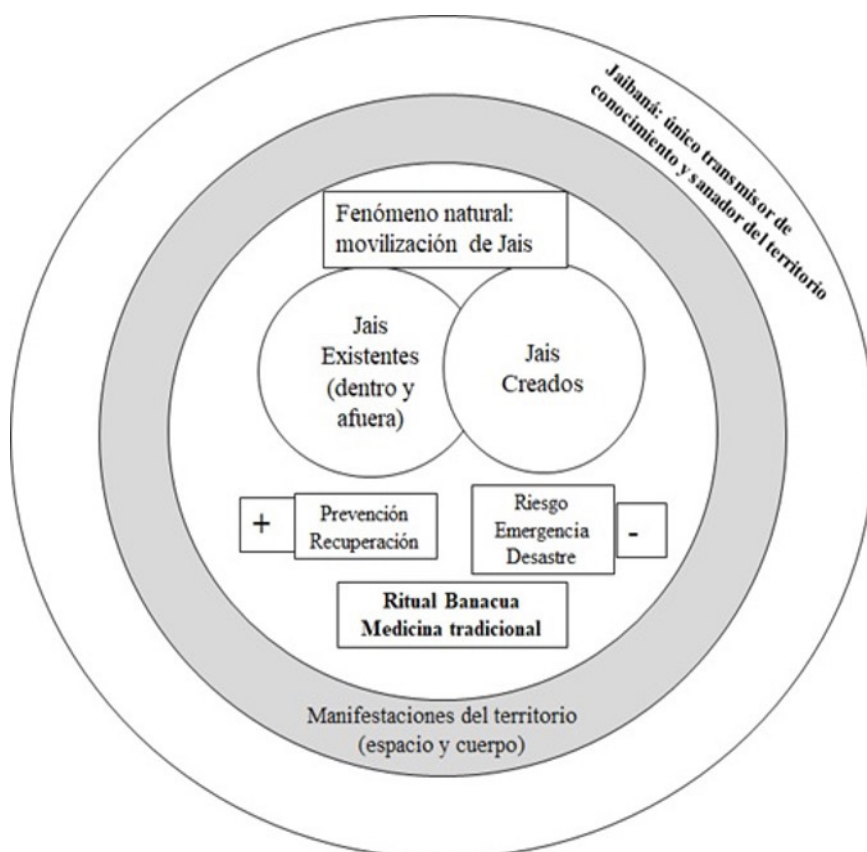 Jaibaná: único transmisor de
conocimiento y sanador del territorio
Fenómeno natural:
movilización de Jais
Jais
Existentes
(dentro y
afuera)
Jais
Creados
+
Prevención
Recuperación
Riesgo
Emergencia
Desastre
-
Ritual Banacua
Medicina tradicional
Manifestaciones del territorio
(espacio y cuerpo)